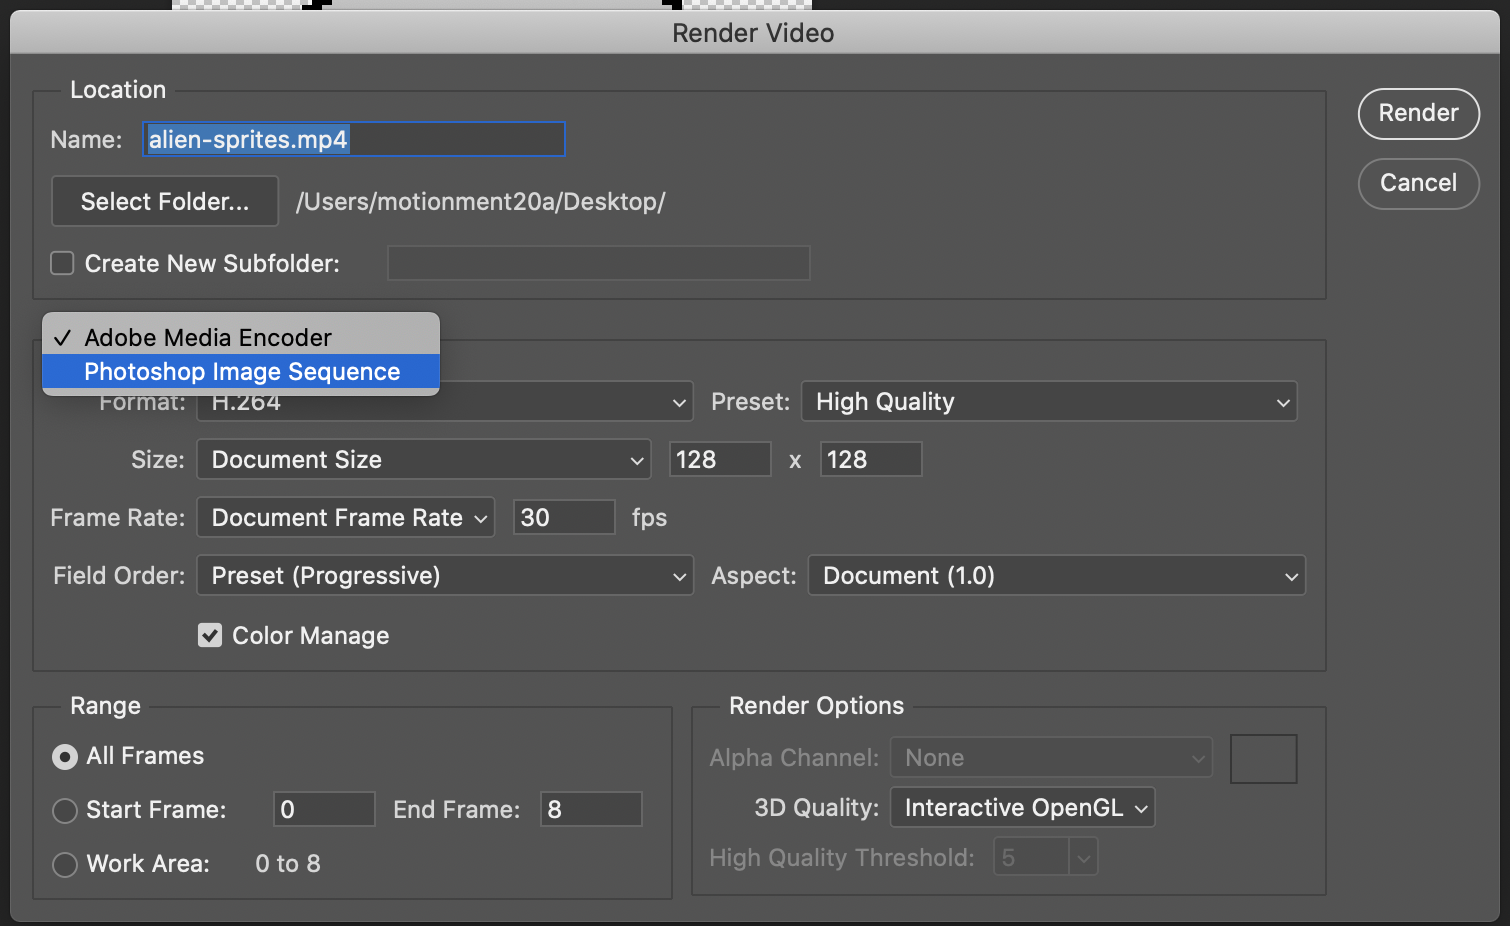 Render Video
Location
Name: alien-sprites.mp4
Render
Select Folder... /Users/motionment20a/Desktop/
Cancel
Create New Subfolder:
✓ Adobe Media Encoder
Photoshop Image Sequence
Format: H.264 Preset: High Quality
Size: Document Size 128 x 128
Frame Rate: Document Frame Rate 30 fps
Field Order: Preset (Progressive) Aspect: Document (1.0)
Color Manage
Range
All Frames
Start Frame: 0 End Frame: 8
Work Area: 0 to 8
Render Options
Alpha Channel: None
3D Quality: Interactive OpenGL
High Quality Threshold: 5